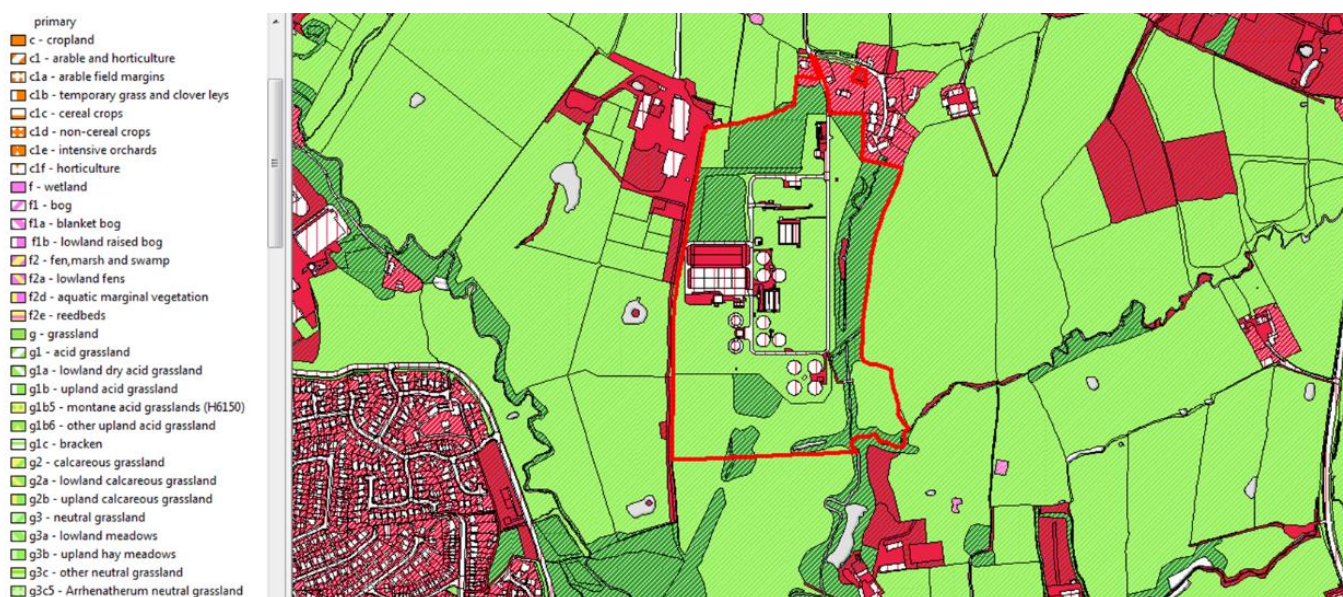 primary
c - cropland
c1 - arable and horticulture
c1a - arable field margins
c1b - temporary grass and clover leys
c1c - cereal crops
c1d - non-cereal crops
c1e - intensive orchards
c1f - horticulture
f - wetland
f1 - bog
f1a - blanket bog
f1b - lowland raised bog
f2 - fen,marsh and swamp
f2a - lowland fens
f2d - aquatic marginal vegetation
f2e - reedbeds
g - grassland
g1 - acid grassland
g1a - lowland dry acid grassland
g1b - upland acid grassland
g1b5 - montane acid grasslands (H6150)
g1b6 - other upland acid grassland
g1c - bracken
g2 - calcareous grassland
g2a - lowland calcareous grassland
g2b - upland calcareous grassland
g3 - neutral grassland
g3a - lowland meadows
g3b - upland hay meadows
g3c - other neutral grassland
g3c5 - Arrhenatherum neutral grassland